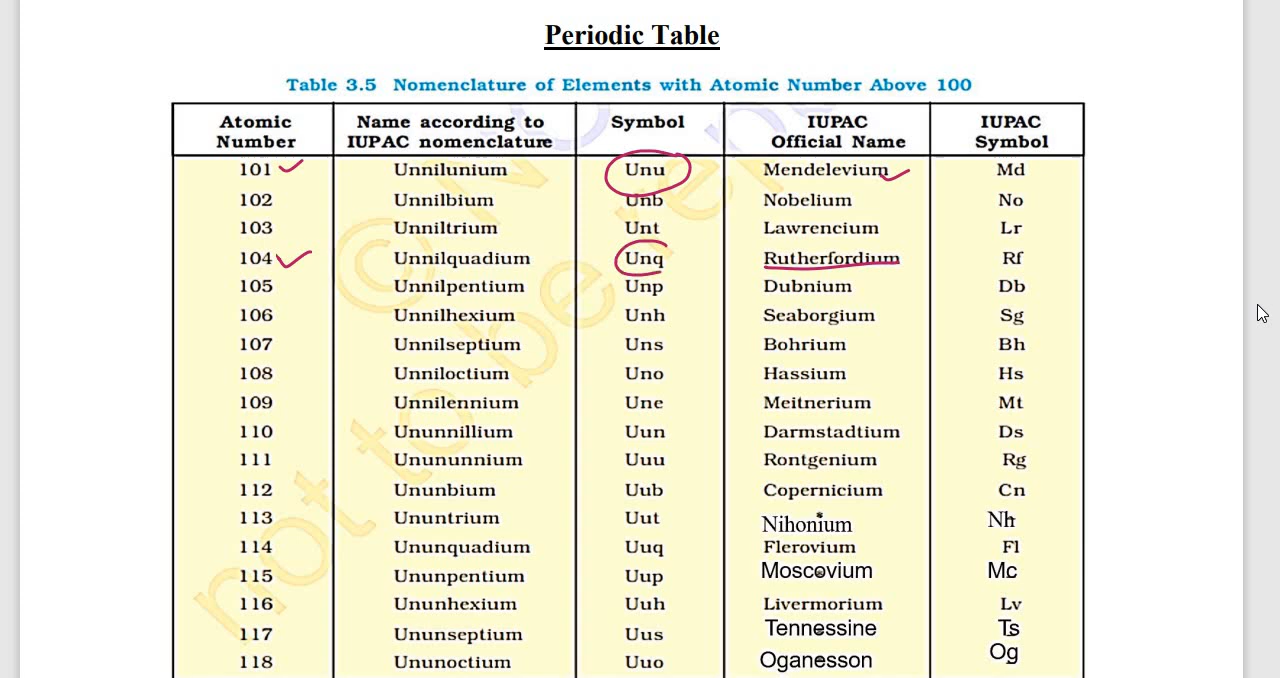 Periodic Table
Table 3.5 Nomenclature of Elements with Atomic Number Above 100
Atomic Number Name according to IUPAC nomenclature Symbol IUPAC Official Name IUPAC Symbol
101 Unnilunium Unu Mendelevium Md
102 Unnilbium Unb Nobelium No
103 Unniltrium Unt Lawrencium Lr
104 Unnilquadium Unq Rutherfordium Rf
105 Unnilpentium Unp Dubnium Db
106 Unnilhexium Unh Seaborgium Sg
107 Unnilseptium Uns Bohrium Bh
108 Unniloctium Uno Hassium Hs
109 Unnilennium Une Meitnerium Mt
110 Ununnillium Uun Darmstadtium Ds
111 Unununnium Uuu Rontgenium Rg
112 Ununbium Uub Copernicium Cn
113 Ununtrium Uut Nihonium Nh
114 Ununquadium Uuq Flerovium Fl
115 Ununpentium Uup Moscovium Mc
116 Ununhexium Uuh Livermorium Lv
117 Ununseptium Uus Tennessine Ts
118 Ununoctium Uuo Oganesson Og
not to be rep
© NO